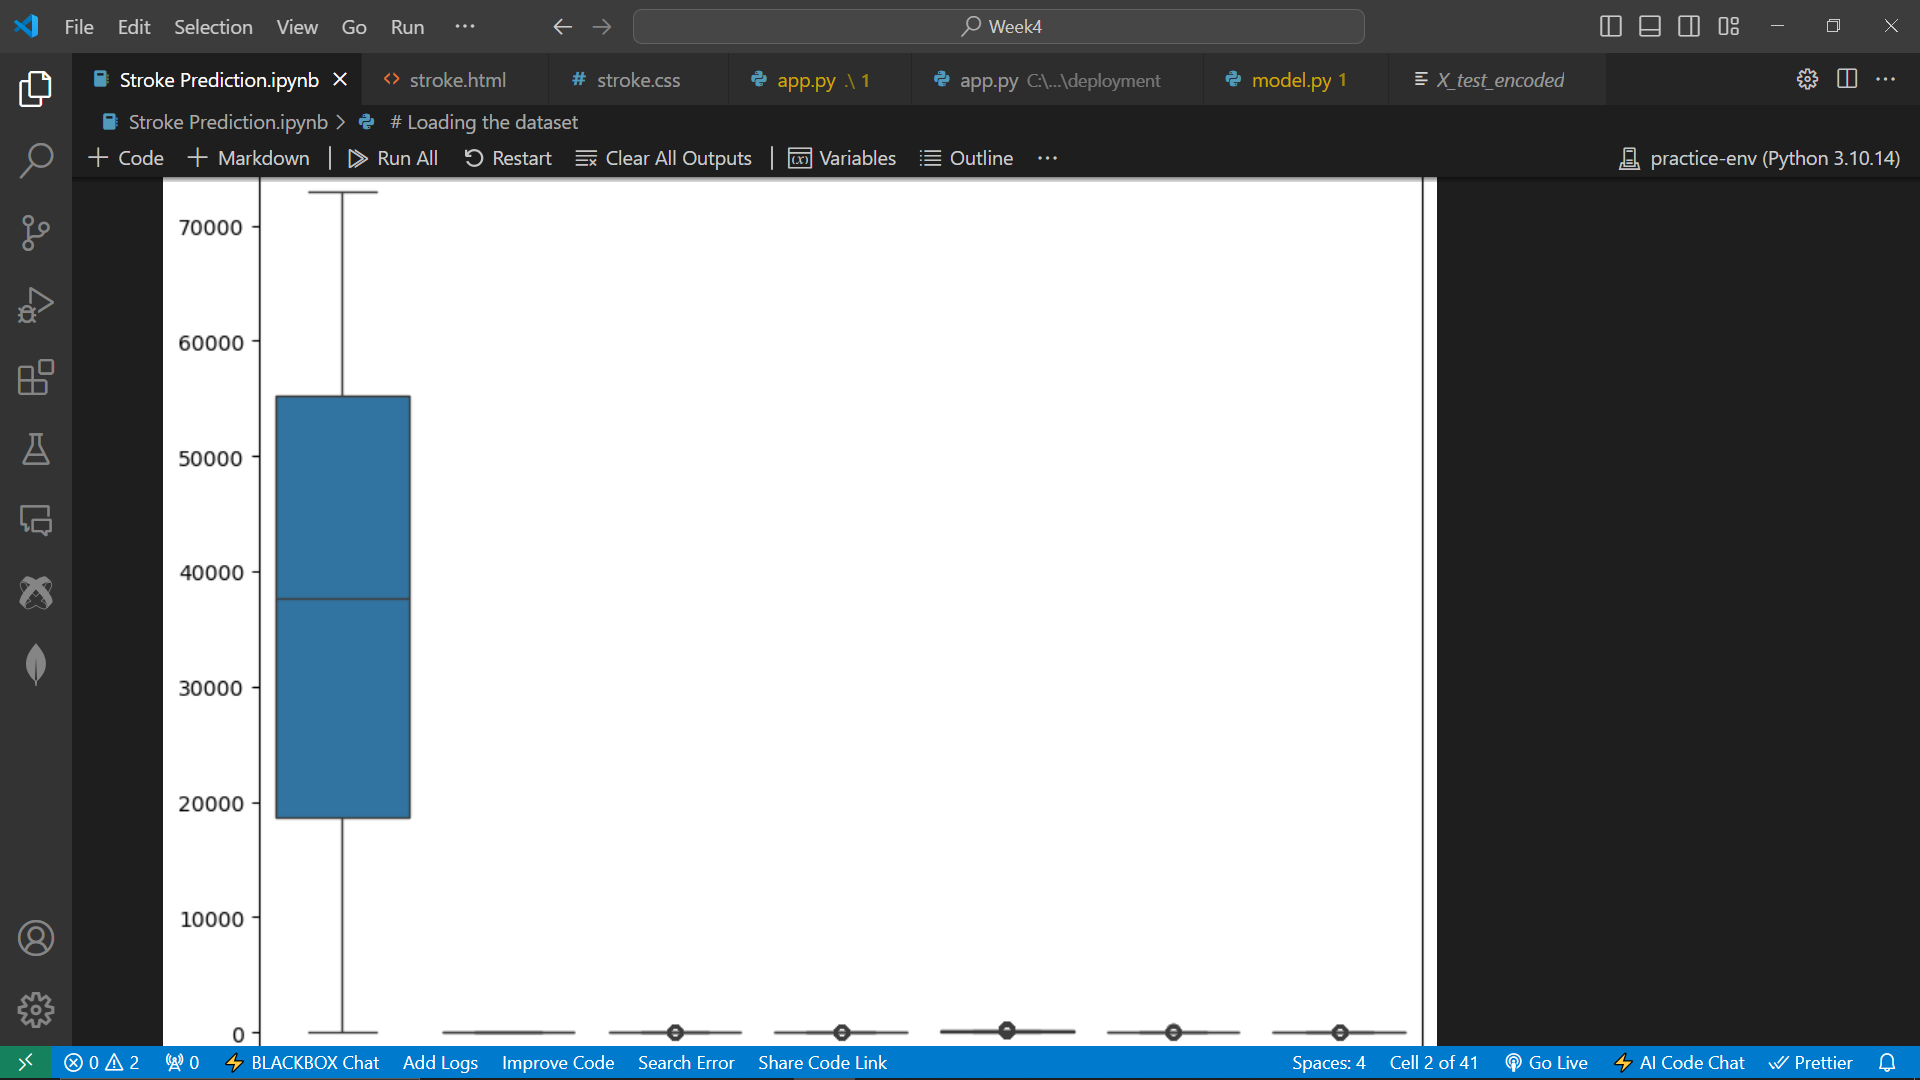 File Edit Selection View Go Run ··· Week4
Stroke Prediction.ipynb stroke.html # stroke.css app.py .\ 1 app.py C:\...\deployment model.py 1 X_test_encoded ···
Stroke Prediction.ipynb > # Loading the dataset
+ Code + Markdown | Run All Restart Clear All Outputs | Variables Outline ··· practice-env (Python 3.10.14)
70000
60000
50000
40000
30000
20000
10000
0
0 2 0 BLACKBOX Chat Add Logs Improve Code Search Error Share Code Link Spaces: 4 Cell 2 of 41 Go Live AI Code Chat Prettier